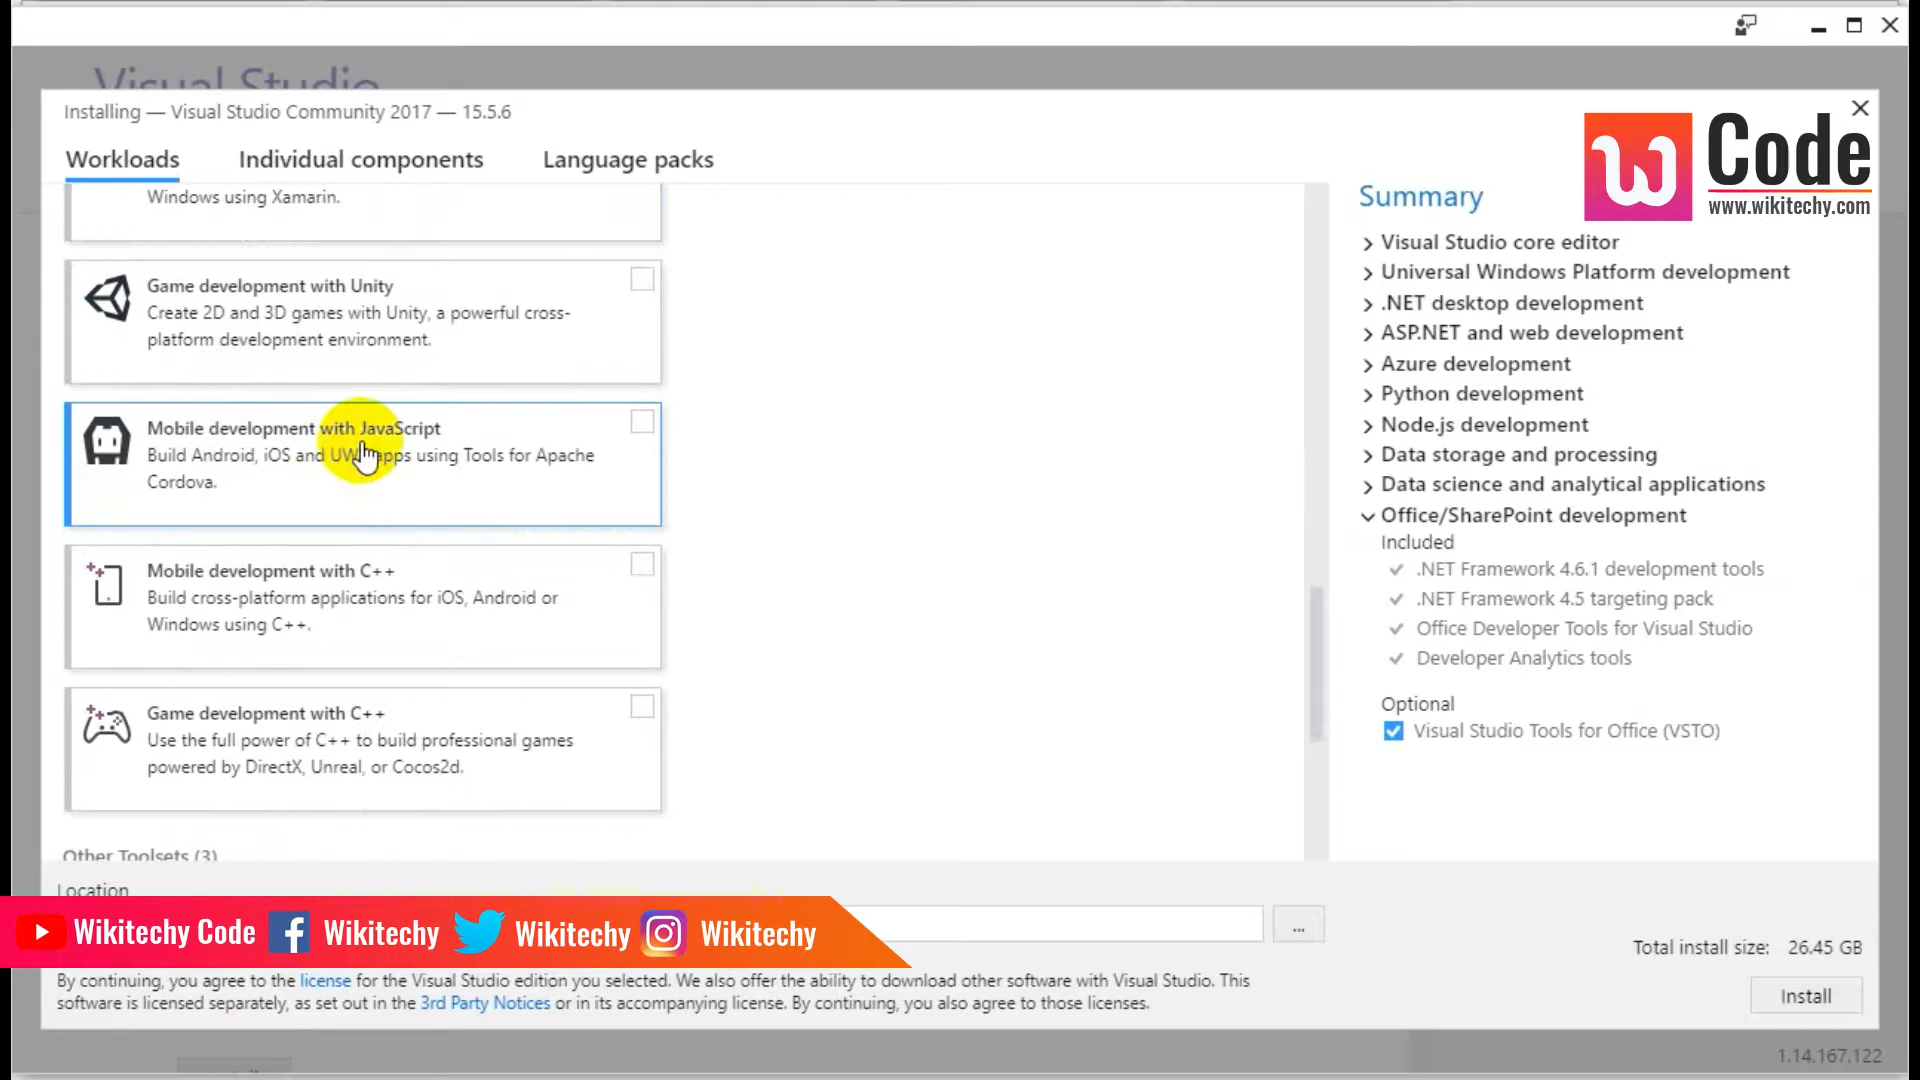 Visual Studio
Installing — Visual Studio Community 2017 — 15.5.6
Workloads
Individual components
Language packs
Windows using Xamarin.
Game development with Unity
Create 2D and 3D games with Unity, a powerful cross-
platform development environment.
Mobile development with JavaScript
Build Android, iOS and UWP apps using Tools for Apache
Cordova.
Mobile development with C++
Build cross-platform applications for iOS, Android or
Windows using C++.
Game development with C++
Use the full power of C++ to build professional games
powered by DirectX, Unreal, or Cocos2d.
Other Toolsets (3)
Code
www.wikitechy.com
Summary
Visual Studio core editor
Universal Windows Platform development
.NET desktop development
ASP.NET and web development
Azure development
Python development
Node.js development
Data storage and processing
Data science and analytical applications
Office/SharePoint development
Included
.NET Framework 4.6.1 development tools
.NET Framework 4.5 targeting pack
Office Developer Tools for Visual Studio
Developer Analytics tools
Optional
Visual Studio Tools for Office (VSTO)
Location
...
Wikitechy Code
Wikitechy
Wikitechy
Wikitechy
Total install size: 26.45 GB
By continuing, you agree to the license for the Visual Studio edition you selected. We also offer the ability to download other software with Visual Studio. This
software is licensed separately, as set out in the 3rd Party Notices or in its accompanying license. By continuing, you also agree to those licenses.
Install
1.14.167.122